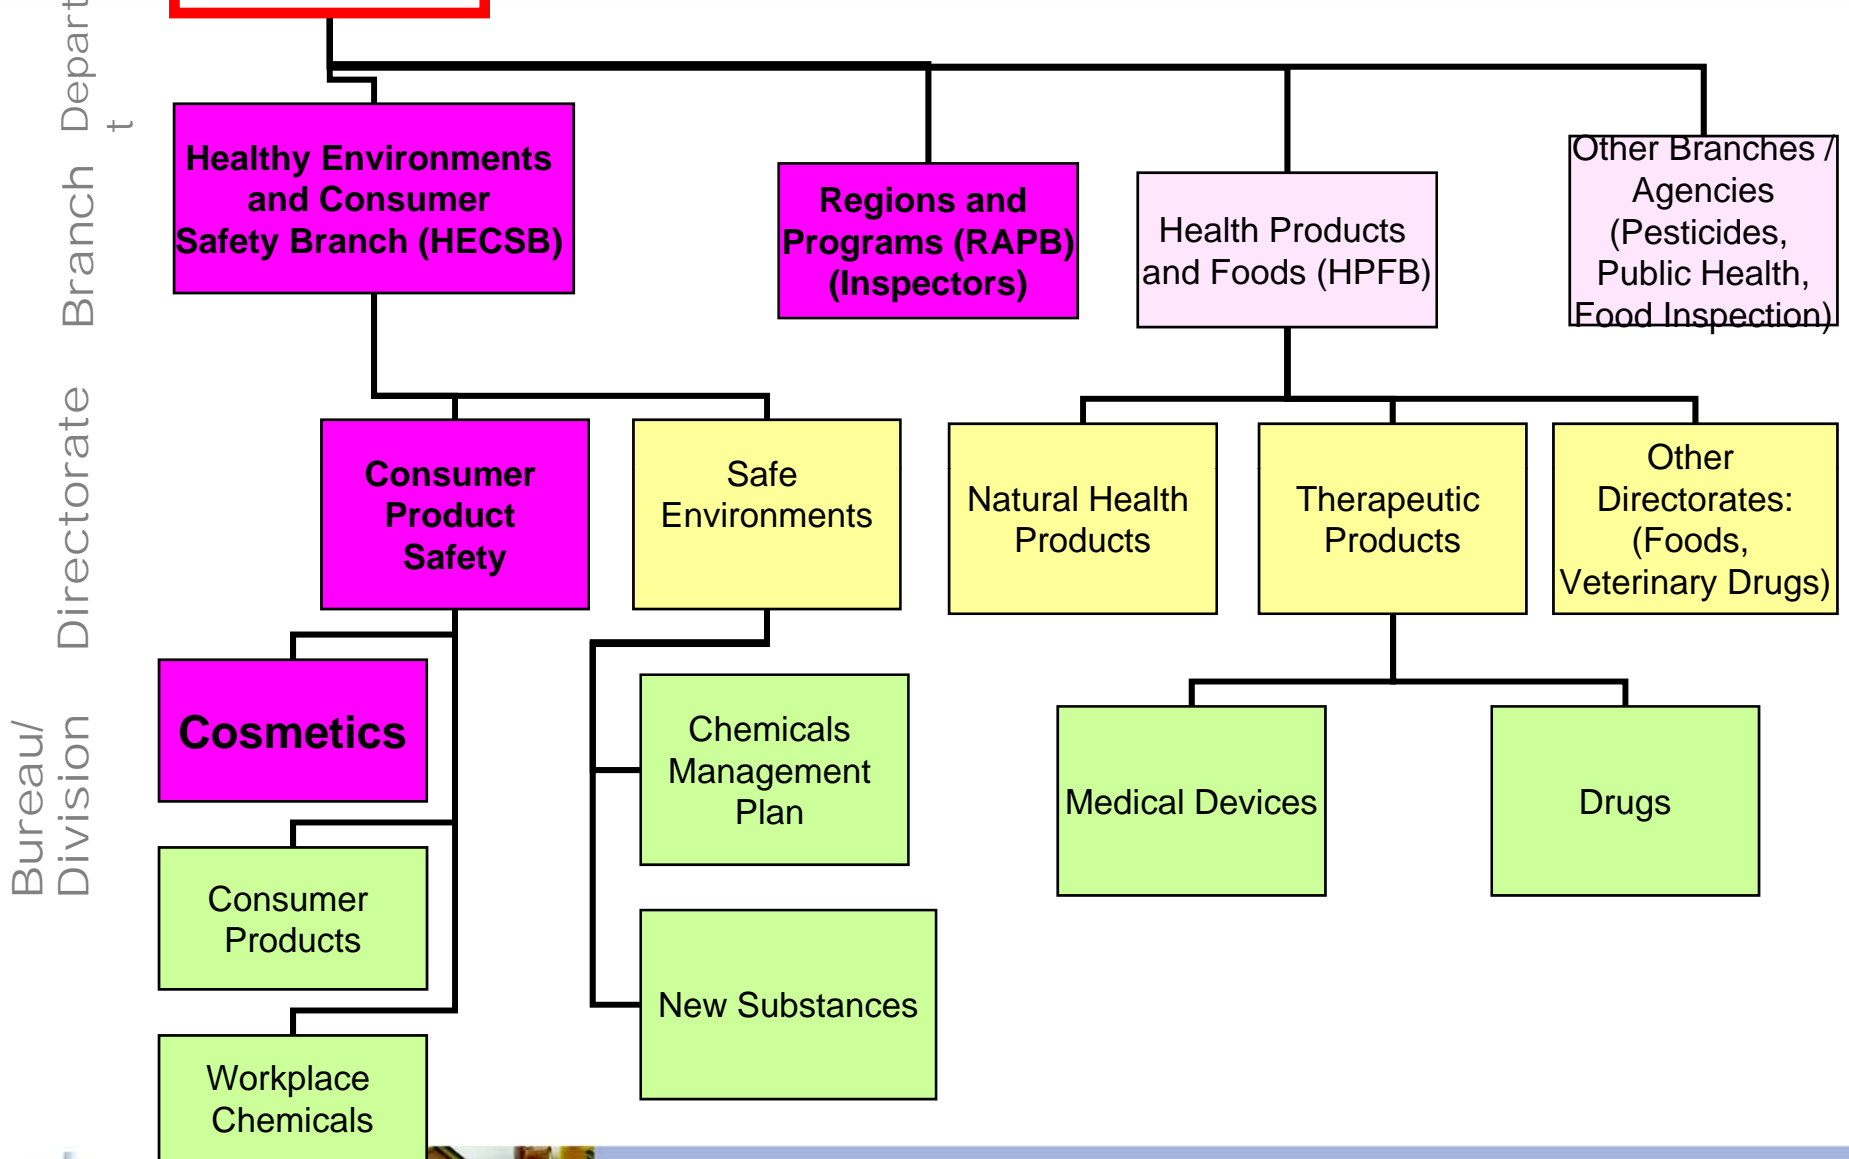 Depart
t
Branch
Directorate
Bureau/
Division
Healthy Environments
and Consumer
Safety Branch (HECSB)
Regions and
Programs (RAPB)
(Inspectors)
Health Products
and Foods (HPFB)
Other Branches /
Agencies
(Pesticides,
Public Health,
Food Inspection)
Consumer
Product
Safety
Safe
Environments
Natural Health
Products
Therapeutic
Products
Other
Directorates:
(Foods,
Veterinary Drugs)
Cosmetics
Consumer
Products
Workplace
Chemicals
Chemicals
Management
Plan
New Substances
Medical Devices
Drugs